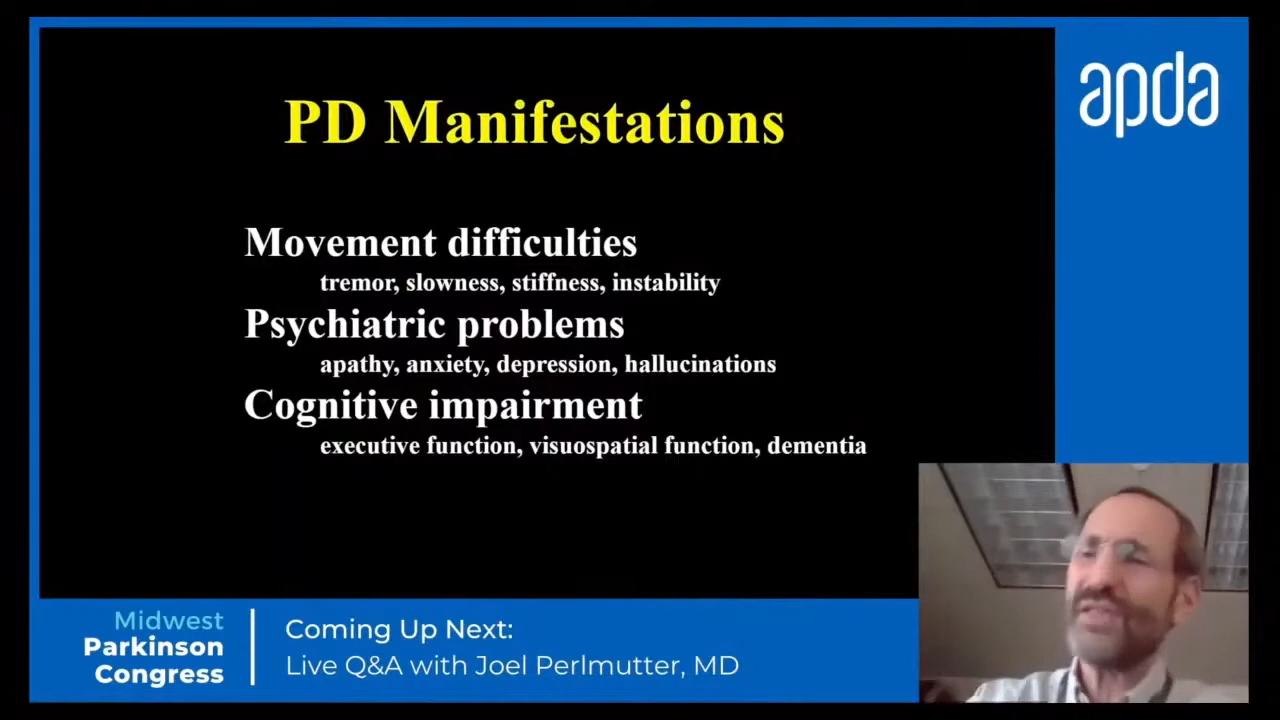 PD Manifestations
Movement difficulties
tremor, slowness, stiffness, instability
Psychiatric problems
apathy, anxiety, depression, hallucinations
Cognitive impairment
executive function, visuospatial function, dementia
apda
Midwest
Parkinson
Congress
Coming Up Next:
Live Q&A with Joel Perlmutter, MD